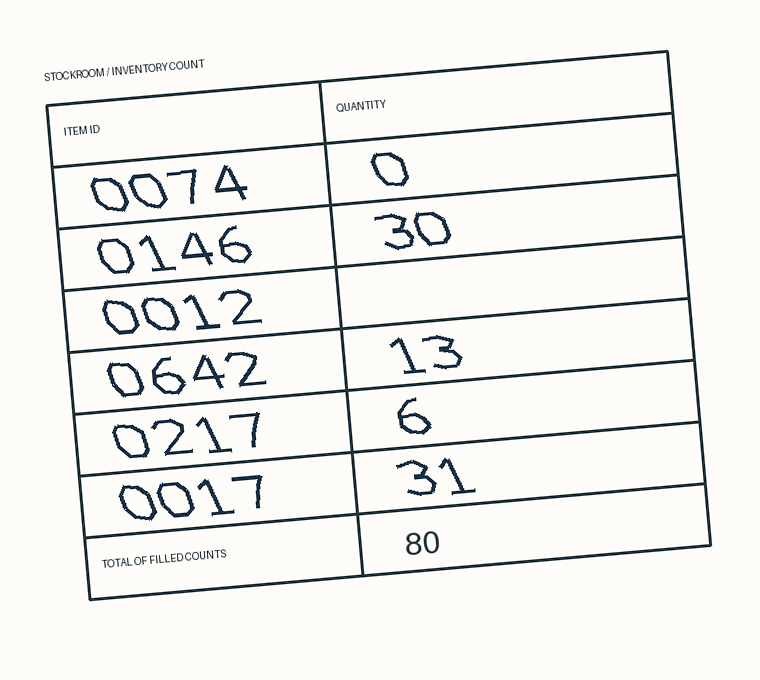 STOCKROOM / INVENTORY COUNT
ITEM ID QUANTITY
0074 0
0146 30
0012
0642 13
0217 6
0017 31
TOTAL OF FILLED COUNTS 80